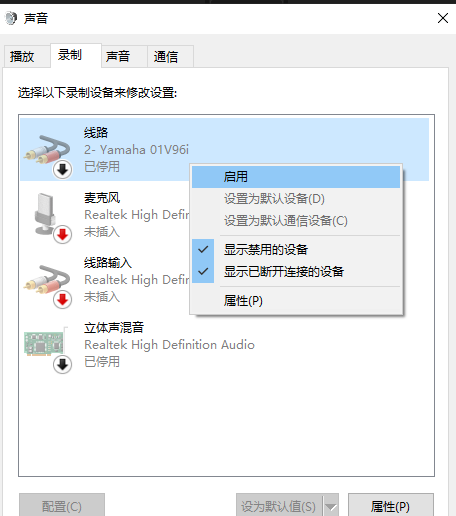 声音
播放 录制 声音 通信
选择以下录制设备来修改设置:
线路
2- Yamaha 01V96i
已停用
启用
设置为默认设备(D)
设置为默认通信设备(C)
显示禁用的设备
显示已断开连接的设备
属性(P)
麦克风
Realtek High Defin
未插入
线路输入
Realtek High Defin
未插入
立体声混音
Realtek High Definition Audio
已停用
配置(C) 设为默认值(S) 属性(P)